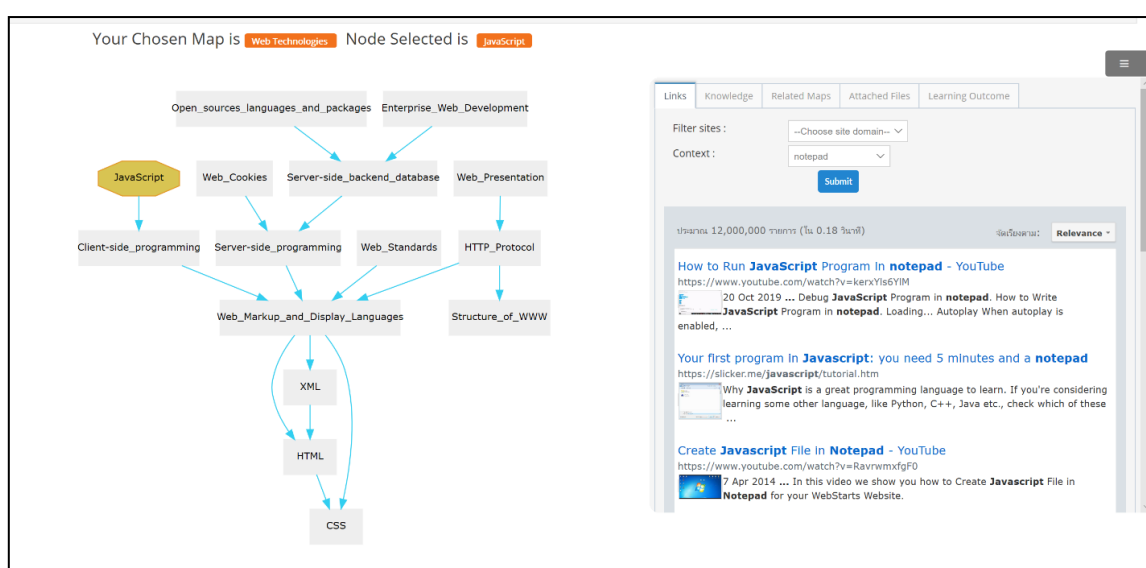 Your Chosen Map is Web Technologies Node Selected is JavaScript
Open_sources_languages_and_packages Enterprise_Web_Development
JavaScript Web_Cookies Server-side_backend_database Web_Presentation
Client-side_programming Server-side_programming Web_Standards HTTP_Protocol
Web_Markup_and_Display_Languages Structure_of_WWW
XML
HTML
CSS
Links Knowledge Related Maps Attached Files Learning Outcome
Filter sites : --Choose site domain--
Context : notepad
Submit
ประมาณ 12,000,000 รายการ (ใน 0.18 วินาที) จัดเรียงตาม: Relevance
How to Run JavaScript Program In notepad - YouTube
https://www.youtube.com/watch?v=kerxYIs6YIM
20 Oct 2019 ... Debug JavaScript Program in notepad. How to Write
JavaScript Program in notepad. Loading... Autoplay When autoplay is
enabled, ...
Your first program In Javascript: you need 5 minutes and a notepad
https://slicker.me/javascript/tutorial.htm
Why JavaScript is a great programming language to learn. If you're considering
learning some other language, like Python, C++, Java etc., check which of these
...
Create Javascript File In Notepad - YouTube
https://www.youtube.com/watch?v=RavrwmxfgF0
7 Apr 2014 ... In this video we show you how to Create Javascript File in
Notepad for your WebStarts Website.